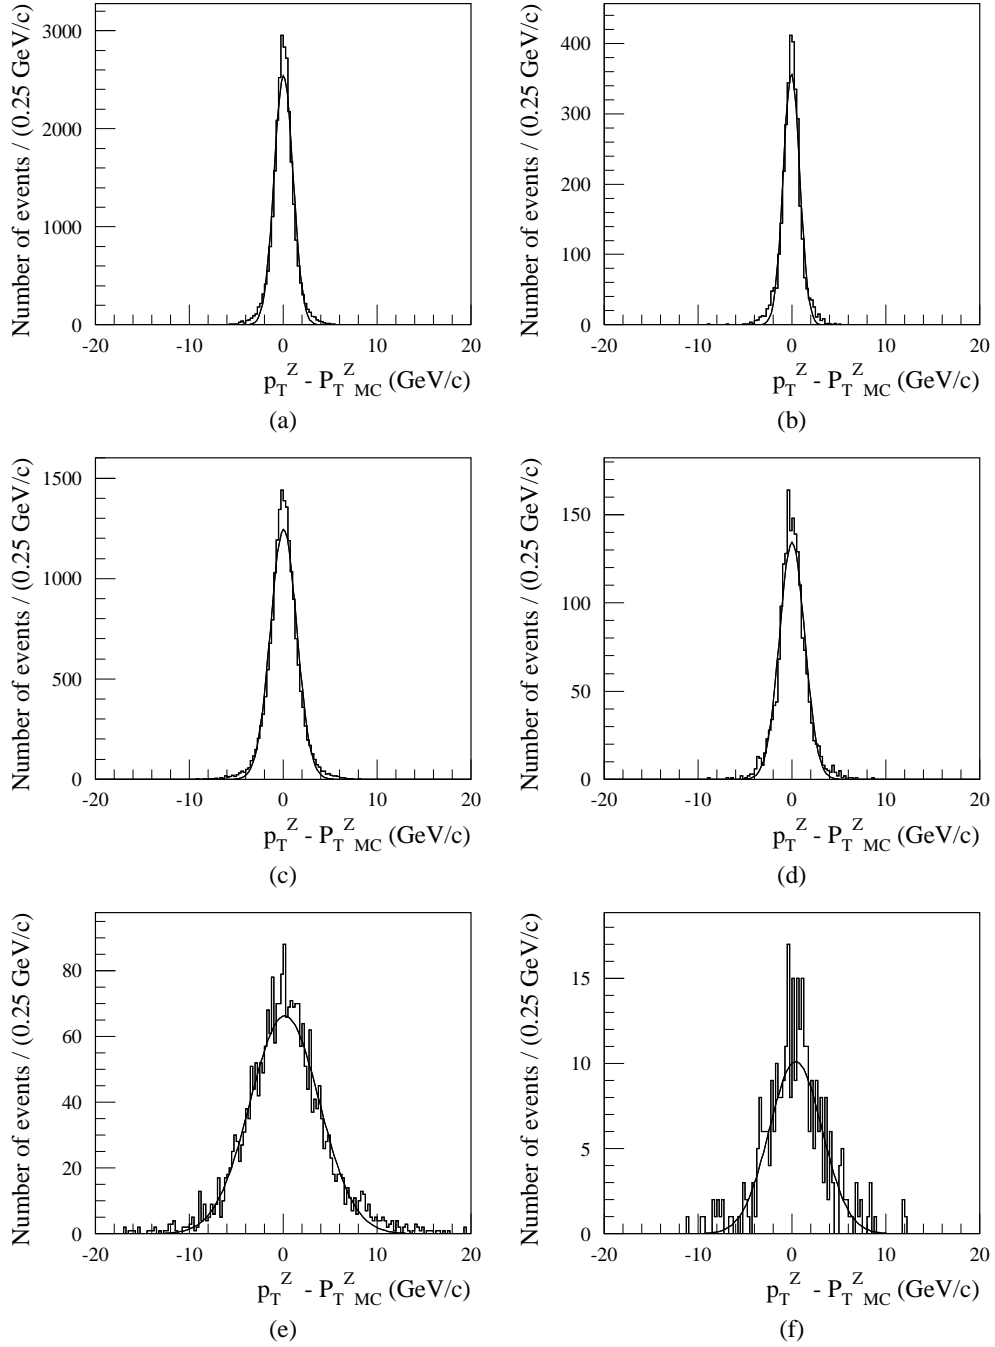 Number of events / (0.25 GeV/c)
3000
2000
1000
0
-20 -10 0 10 20
p_T^Z - P_T^Z_MC (GeV/c)
(a)
Number of events / (0.25 GeV/c)
400
300
200
100
0
-20 -10 0 10 20
p_T^Z - P_T^Z_MC (GeV/c)
(b)
Number of events / (0.25 GeV/c)
1500
1000
500
0
-20 -10 0 10 20
p_T^Z - P_T^Z_MC (GeV/c)
(c)
Number of events / (0.25 GeV/c)
150
100
50
0
-20 -10 0 10 20
p_T^Z - P_T^Z_MC (GeV/c)
(d)
Number of events / (0.25 GeV/c)
80
60
40
20
0
-20 -10 0 10 20
p_T^Z - P_T^Z_MC (GeV/c)
(e)
Number of events / (0.25 GeV/c)
15
10
5
0
-20 -10 0 10 20
p_T^Z - P_T^Z_MC (GeV/c)
(f)